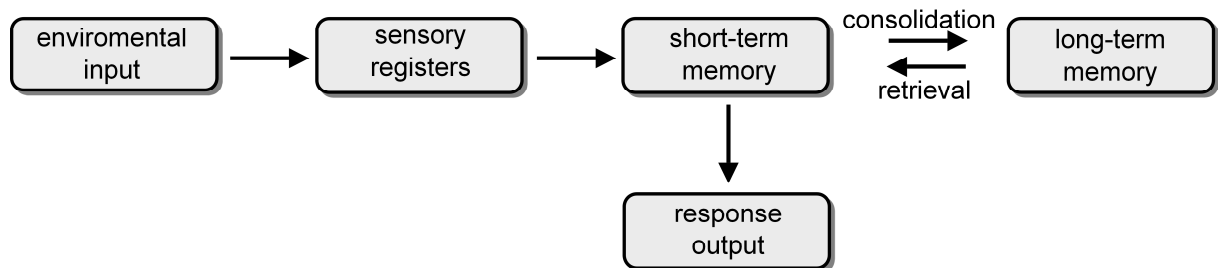 enviromental
input
sensory
registers
short-term
memory
consolidation
retrieval
long-term
memory
response
output